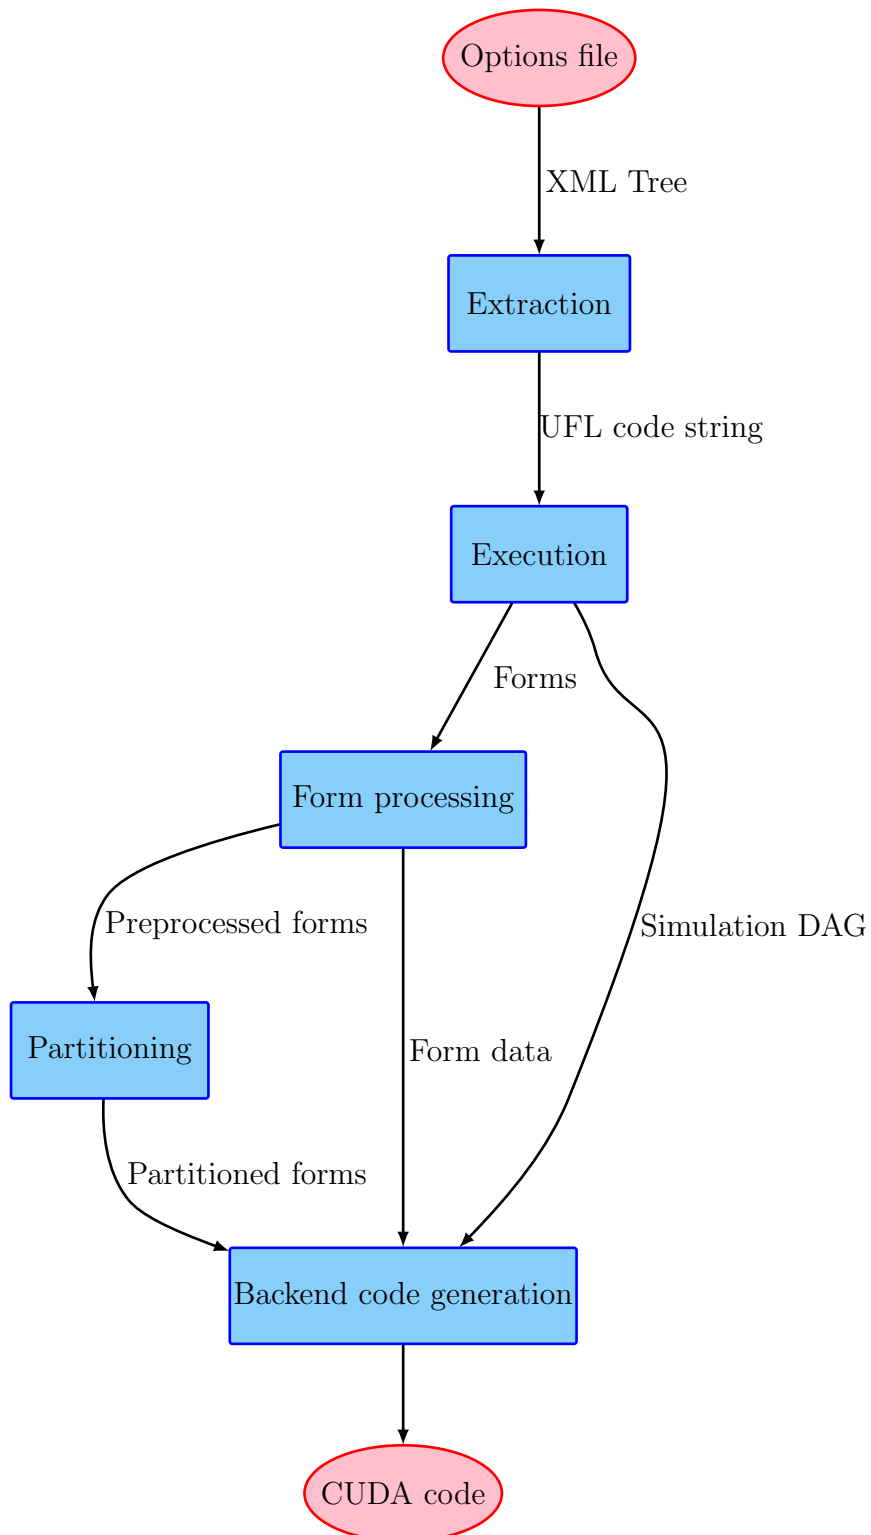 Options file
XML Tree
Extraction
UFL code string
Execution
Forms
Form processing
Preprocessed forms
Simulation DAG
Partitioning
Form data
Partitioned forms
Backend code generation
CUDA code